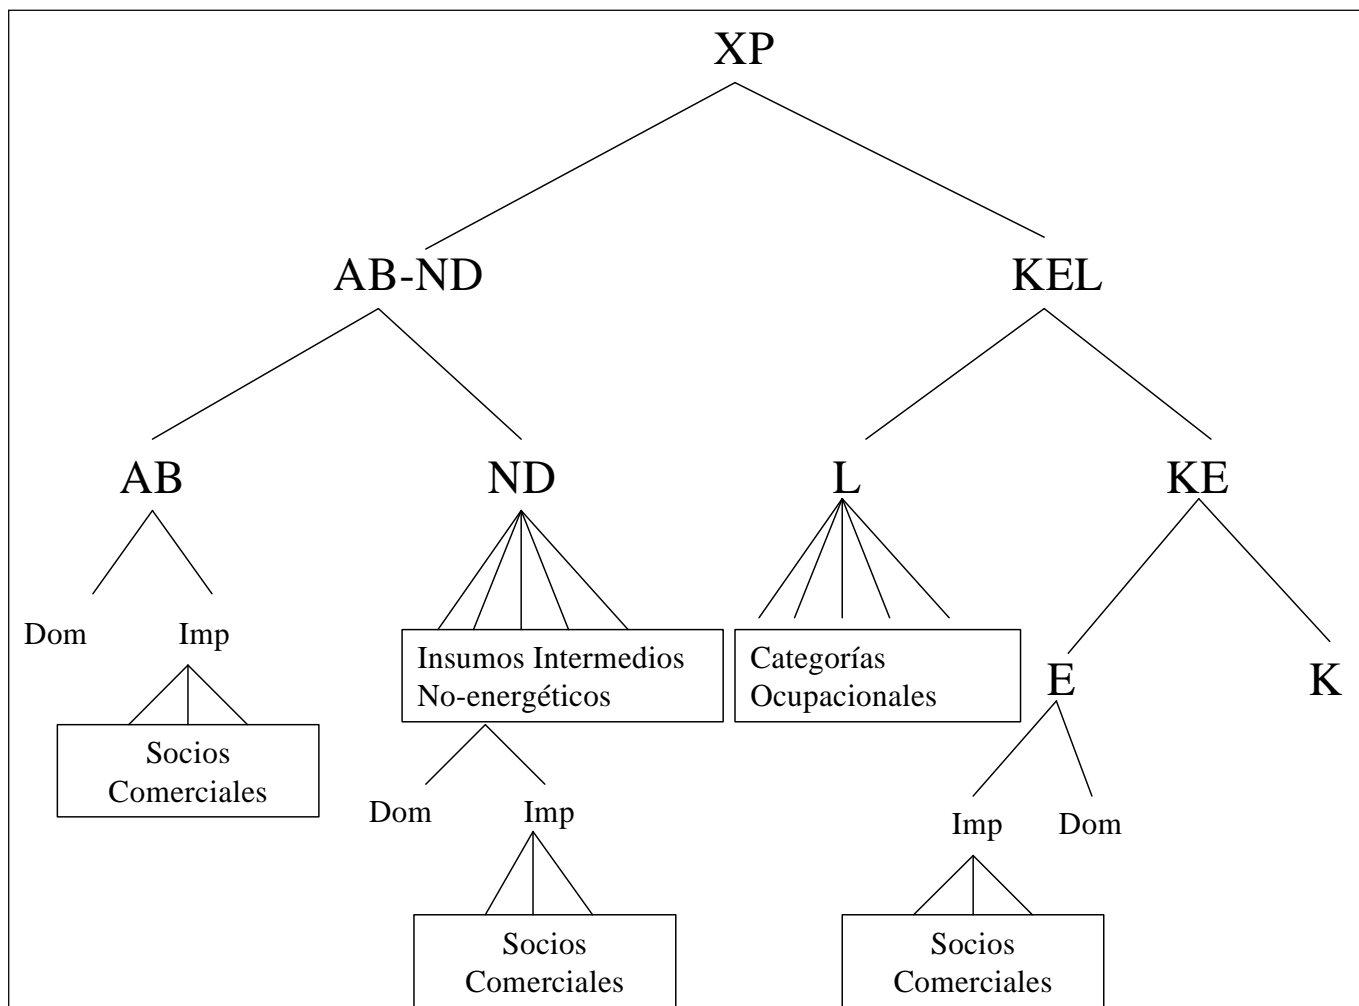 XP
AB-ND
KEL
AB
ND
L
KE
Dom
Imp
Insumos Intermedios
No-energéticos
Categorías
Ocupacionales
E
K
Socios
Comerciales
Dom
Imp
Imp
Dom
Socios
Comerciales
Socios
Comerciales